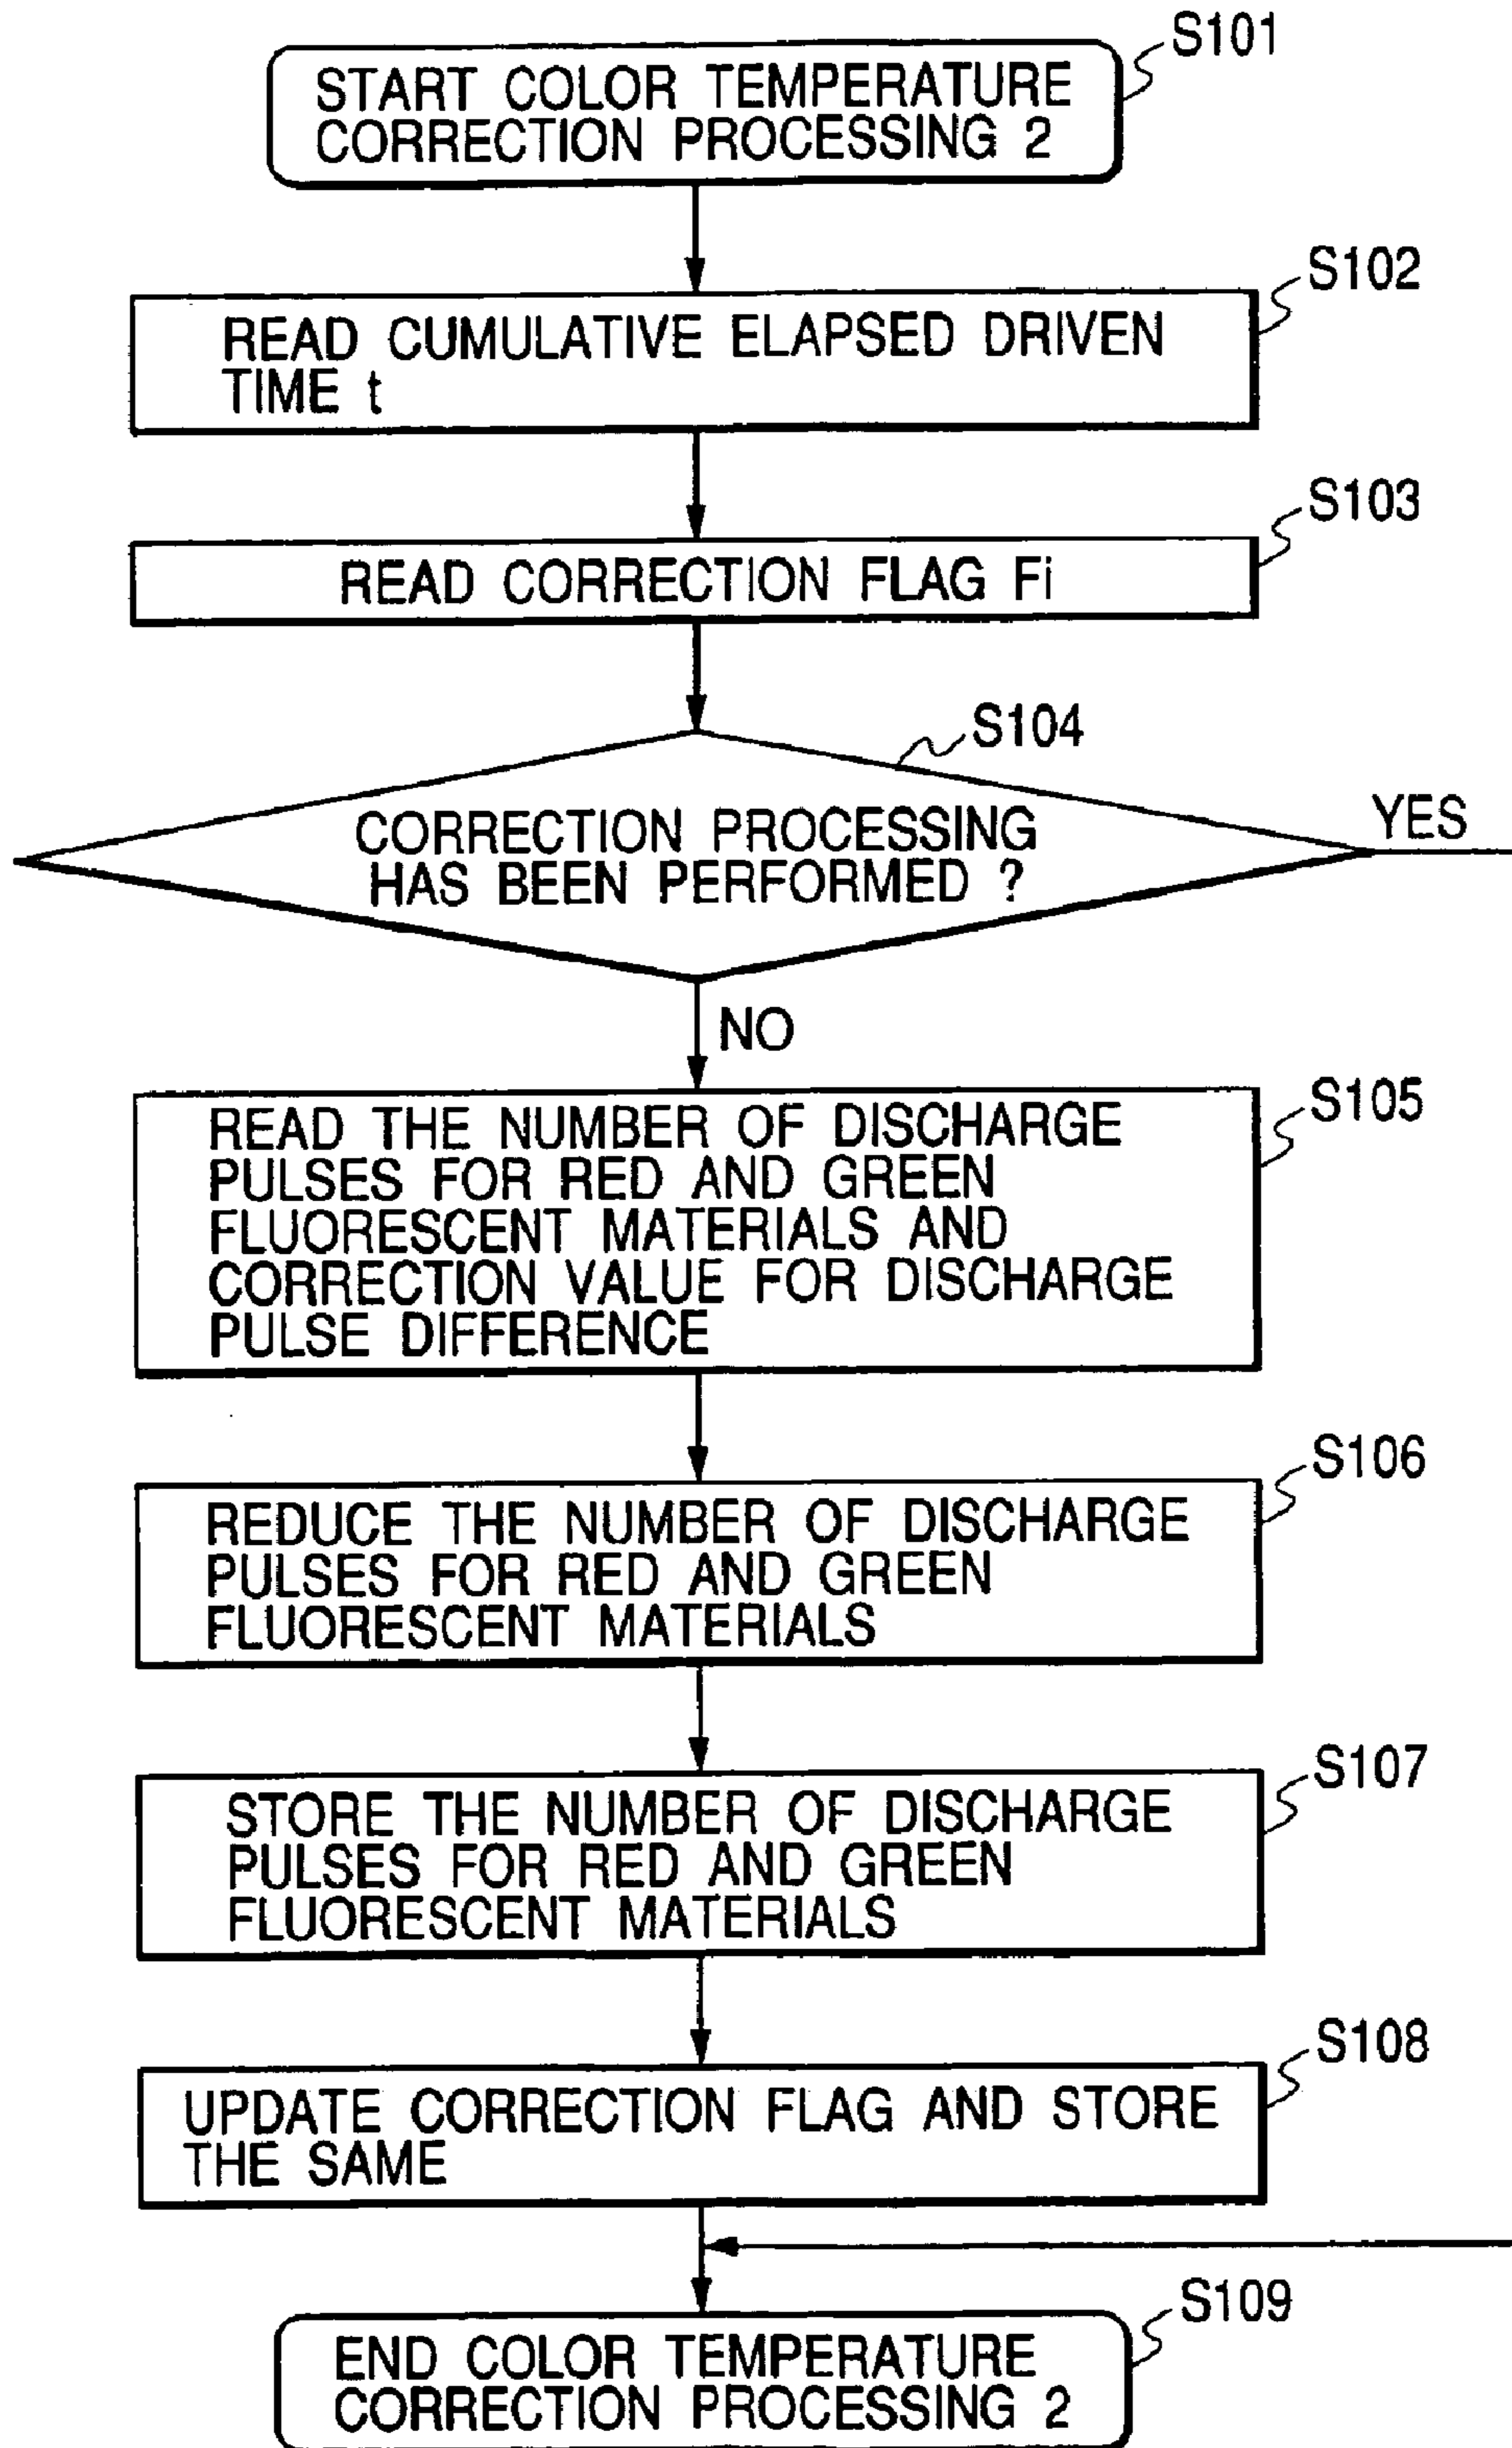 S101
START COLOR TEMPERATURE
CORRECTION PROCESSING 2
S102
READ CUMULATIVE ELAPSED DRIVEN
TIME t
S103
READ CORRECTION FLAG Fi
S104
CORRECTION PROCESSING
HAS BEEN PERFORMED ?
YES
NO
S105
READ THE NUMBER OF DISCHARGE
PULSES FOR RED AND GREEN
FLUORESCENT MATERIALS AND
CORRECTION VALUE FOR DISCHARGE
PULSE DIFFERENCE
S106
REDUCE THE NUMBER OF DISCHARGE
PULSES FOR RED AND GREEN
FLUORESCENT MATERIALS
S107
STORE THE NUMBER OF DISCHARGE
PULSES FOR RED AND GREEN
FLUORESCENT MATERIALS
S108
UPDATE CORRECTION FLAG AND STORE
THE SAME
S109
END COLOR TEMPERATURE
CORRECTION PROCESSING 2